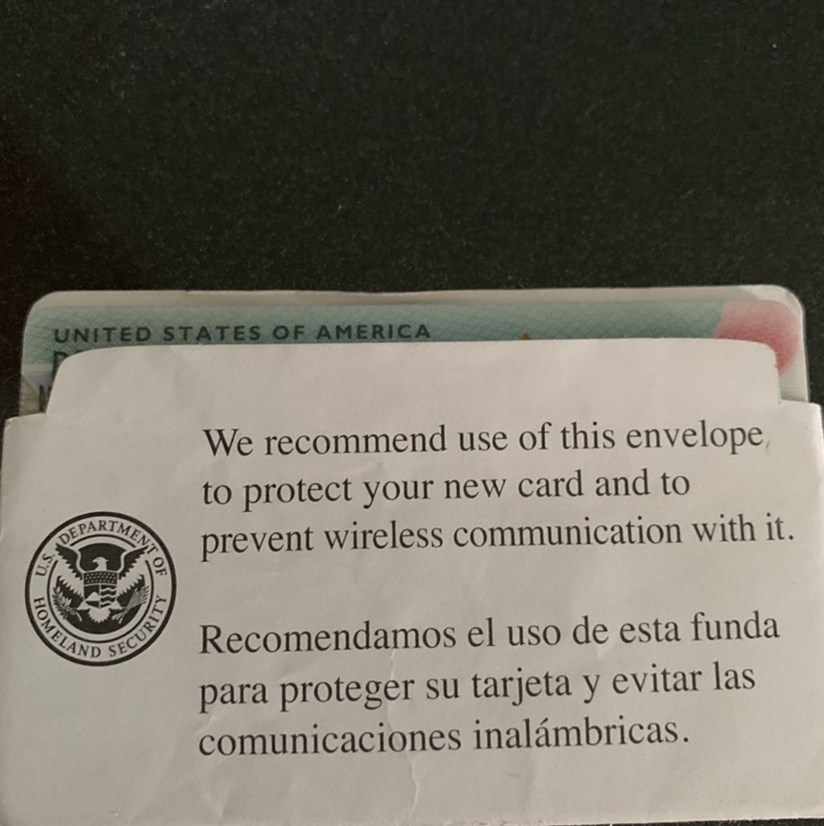 UNITED STATES OF AMERICA
We recommend use of this envelope,
to protect your new card and to
prevent wireless communication with it.
U.S. DEPARTMENT OF
HOMELAND SECURITY
Recomendamos el uso de esta funda
para proteger su tarjeta y evitar las
comunicaciones inalámbricas.